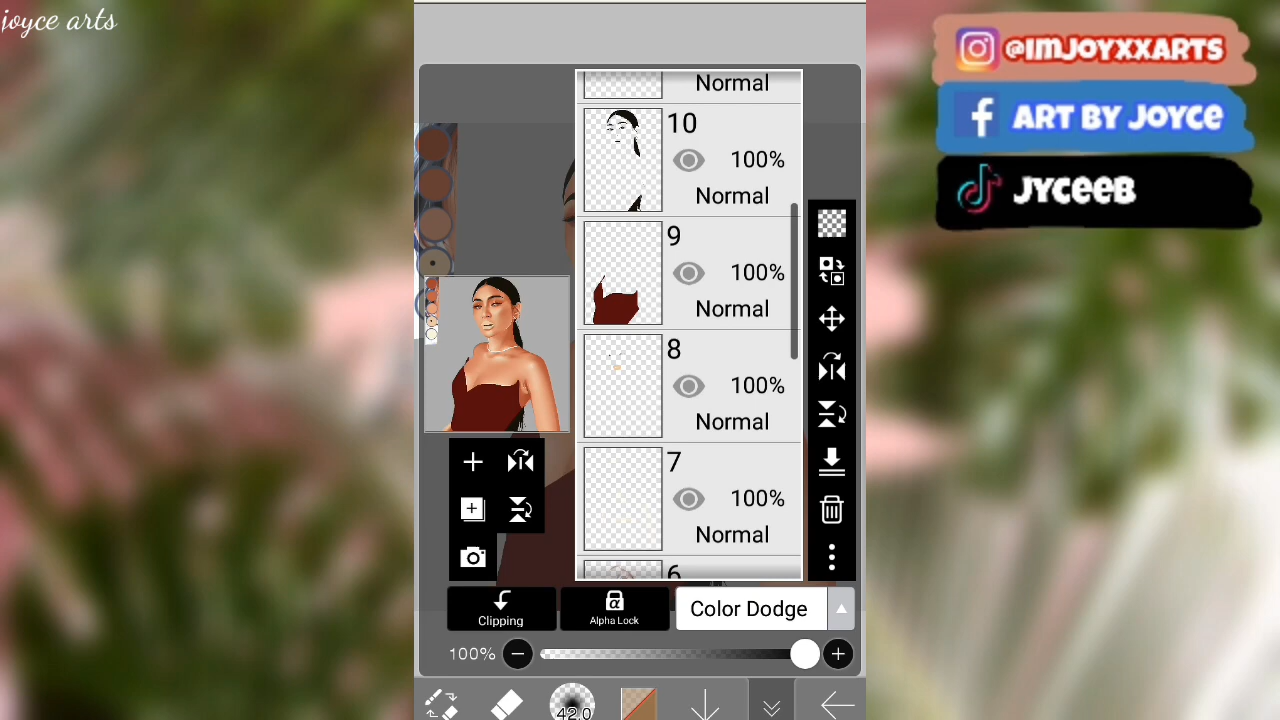 joyce arts
@IMJOYXXARTS
ART BY JOYCE
JYCEEB
Normal
10
100%
Normal
9
100%
Normal
8
100%
Normal
7
100%
Normal
6
Clipping
Alpha Lock
Color Dodge
100%
42.0